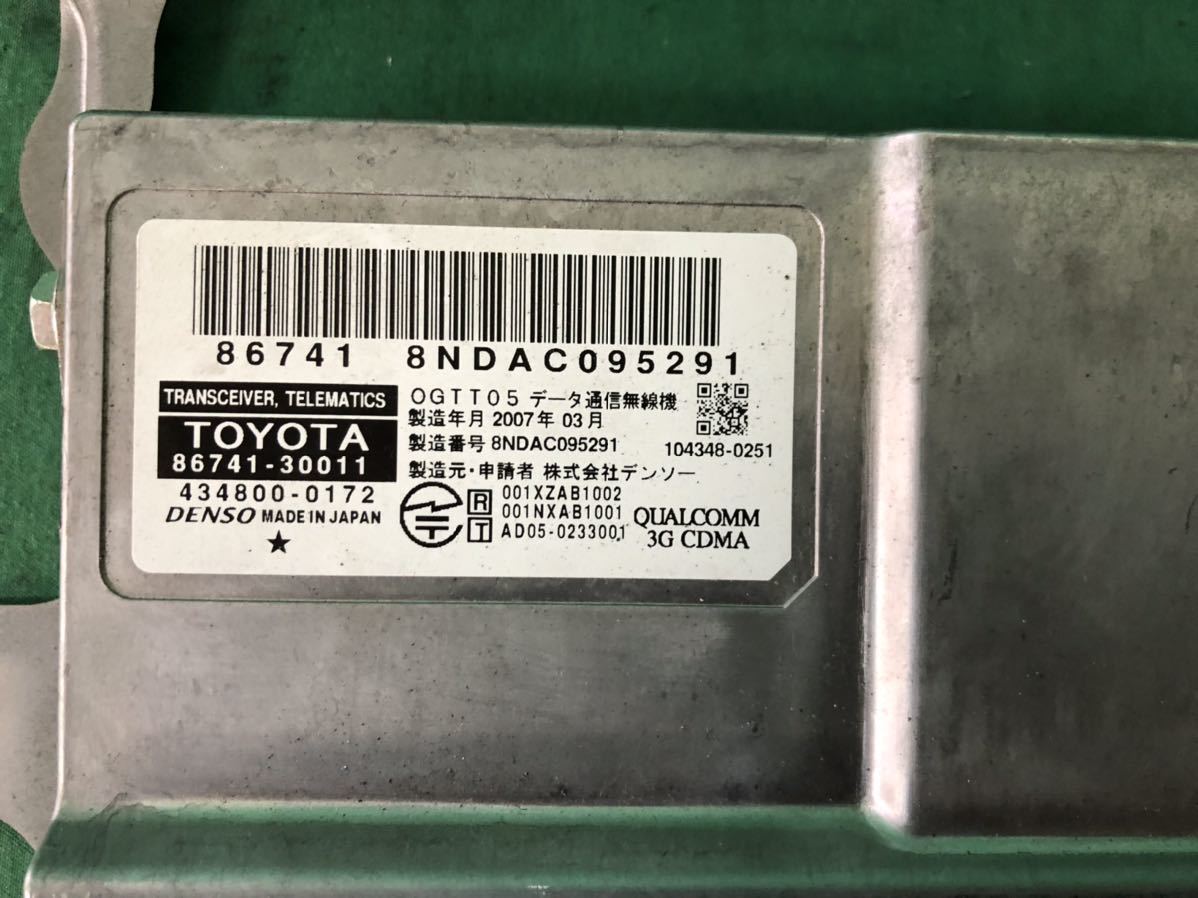 86741 8NDAC095291
TRANSCEIVER, TELEMATICS
TOYOTA
86741-30011
434800-0172
DENSO MADE IN JAPAN
★
OGTT05 データ通信無線機
製造年月 2007年 03月
製造番号 8NDAC095291
製造元・申請者 株式会社デンソー
104348-0251
R 001XZAB1002
001NXAB1001
T AD05-0233001
QUALCOMM
3G CDMA